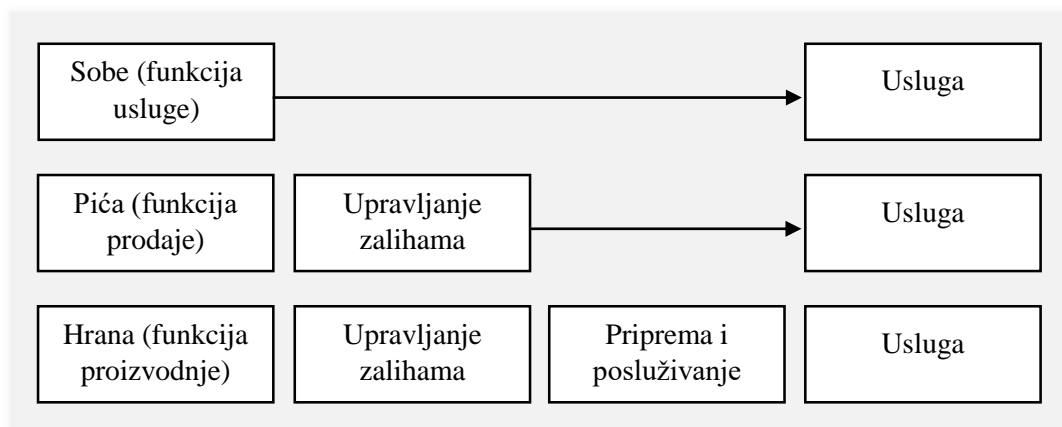 Sobe (funkcija
usluge)
Usluga
Pića (funkcija
prodaje)
Upravljanje
zalihama
Usluga
Hrana (funkcija
proizvodnje)
Upravljanje
zalihama
Priprema i
posluživanje
Usluga